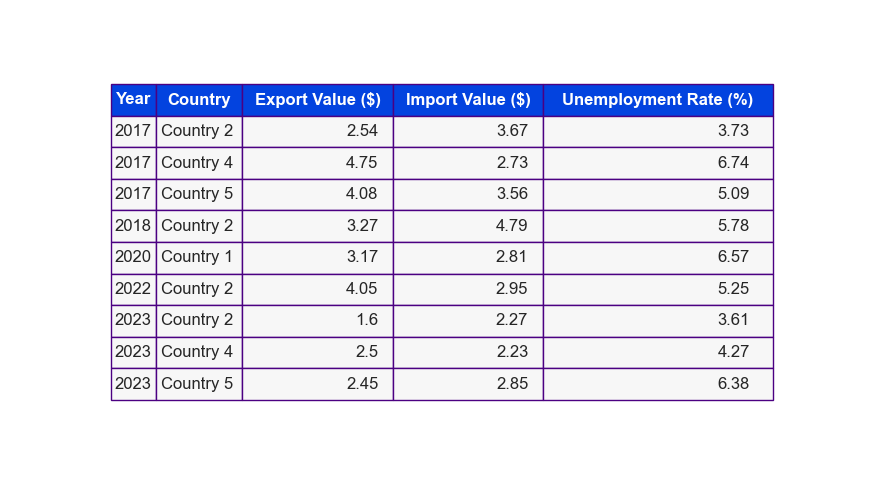 Year Country Export Value ($) Import Value ($) Unemployment Rate (%)
2017 Country 2 2.54 3.67 3.73
2017 Country 4 4.75 2.73 6.74
2017 Country 5 4.08 3.56 5.09
2018 Country 2 3.27 4.79 5.78
2020 Country 1 3.17 2.81 6.57
2022 Country 2 4.05 2.95 5.25
2023 Country 2 1.6 2.27 3.61
2023 Country 4 2.5 2.23 4.27
2023 Country 5 2.45 2.85 6.38